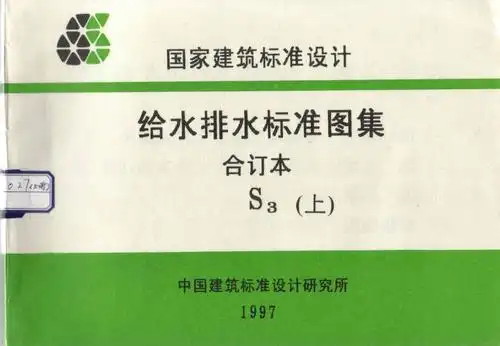 国家建筑标准设计
给水排水标准图集
合订本
S₃ (上)
中国建筑标准设计研究所
1997